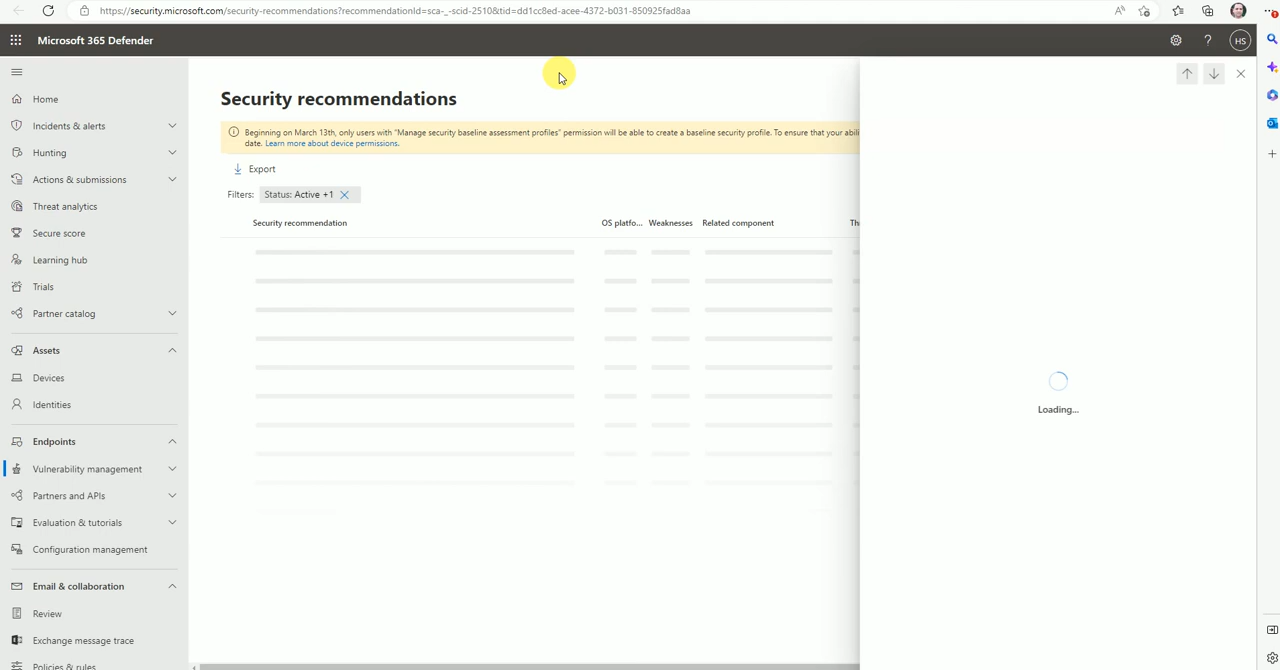 https://security.microsoft.com/security-recommendations?recommendationId=sca-_-scid-2510&tid=dd1cc8ed-acee-4372-b031-850925fad8aa
Microsoft 365 Defender
HS
Home
Incidents & alerts
Hunting
Actions & submissions
Threat analytics
Secure score
Learning hub
Trials
Partner catalog
Assets
Devices
Identities
Endpoints
Vulnerability management
Partners and APIs
Evaluation & tutorials
Configuration management
Email & collaboration
Review
Exchange message trace
Policies & rules
Security recommendations
Beginning on March 13th, only users with "Manage security baseline assessment profiles" permission will be able to create a baseline security profile. To ensure that your abili
date. Learn more about device permissions.
Export
Filters: Status: Active +1
Security recommendation OS platfo... Weaknesses Related component Th
Loading...